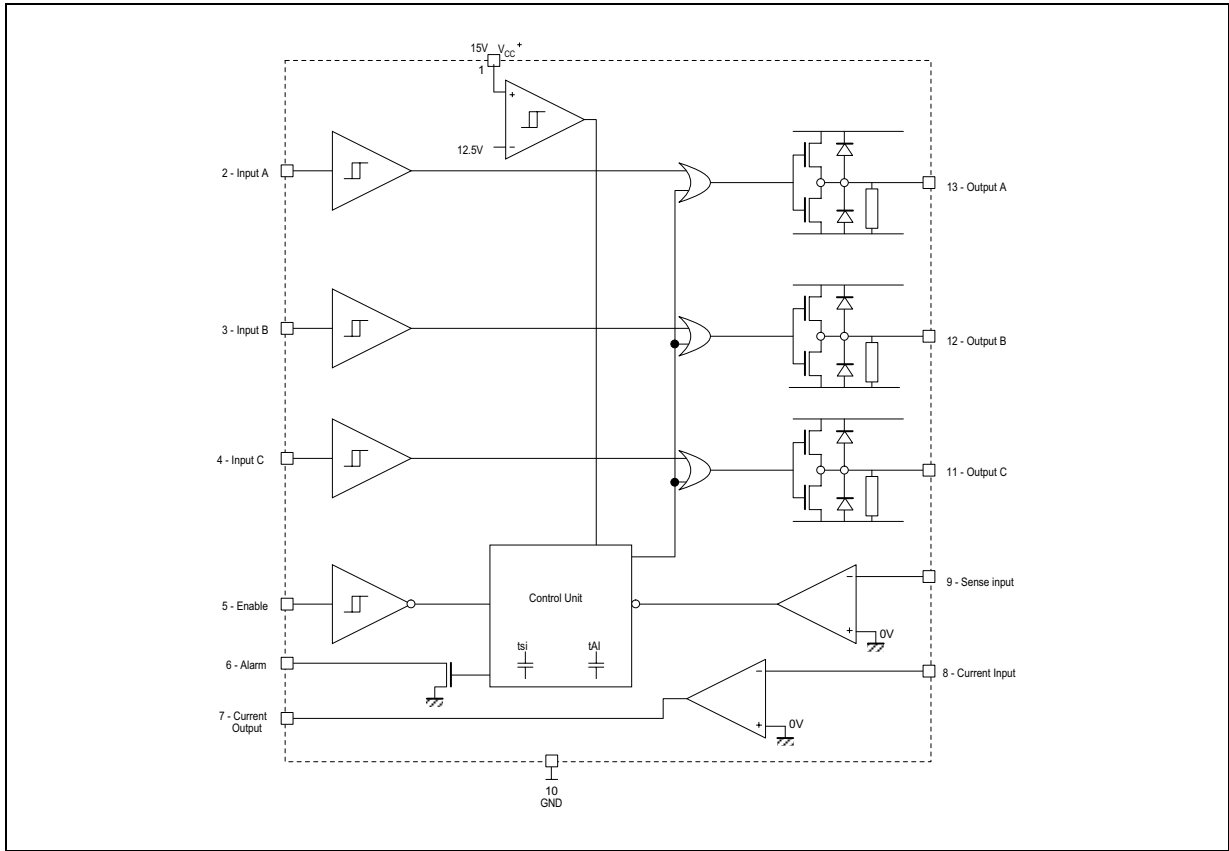 15V V_CC +
1
+
12.5V
−
2 - Input A
13 - Output A
3 - Input B
12 - Output B
4 - Input C
11 - Output C
9 - Sense input
−
5 - Enable
Control Unit
+
0V
6 - Alarm
tsi
tAl
8 - Current Input
−
7 - Current
Output
+
0V
10
GND